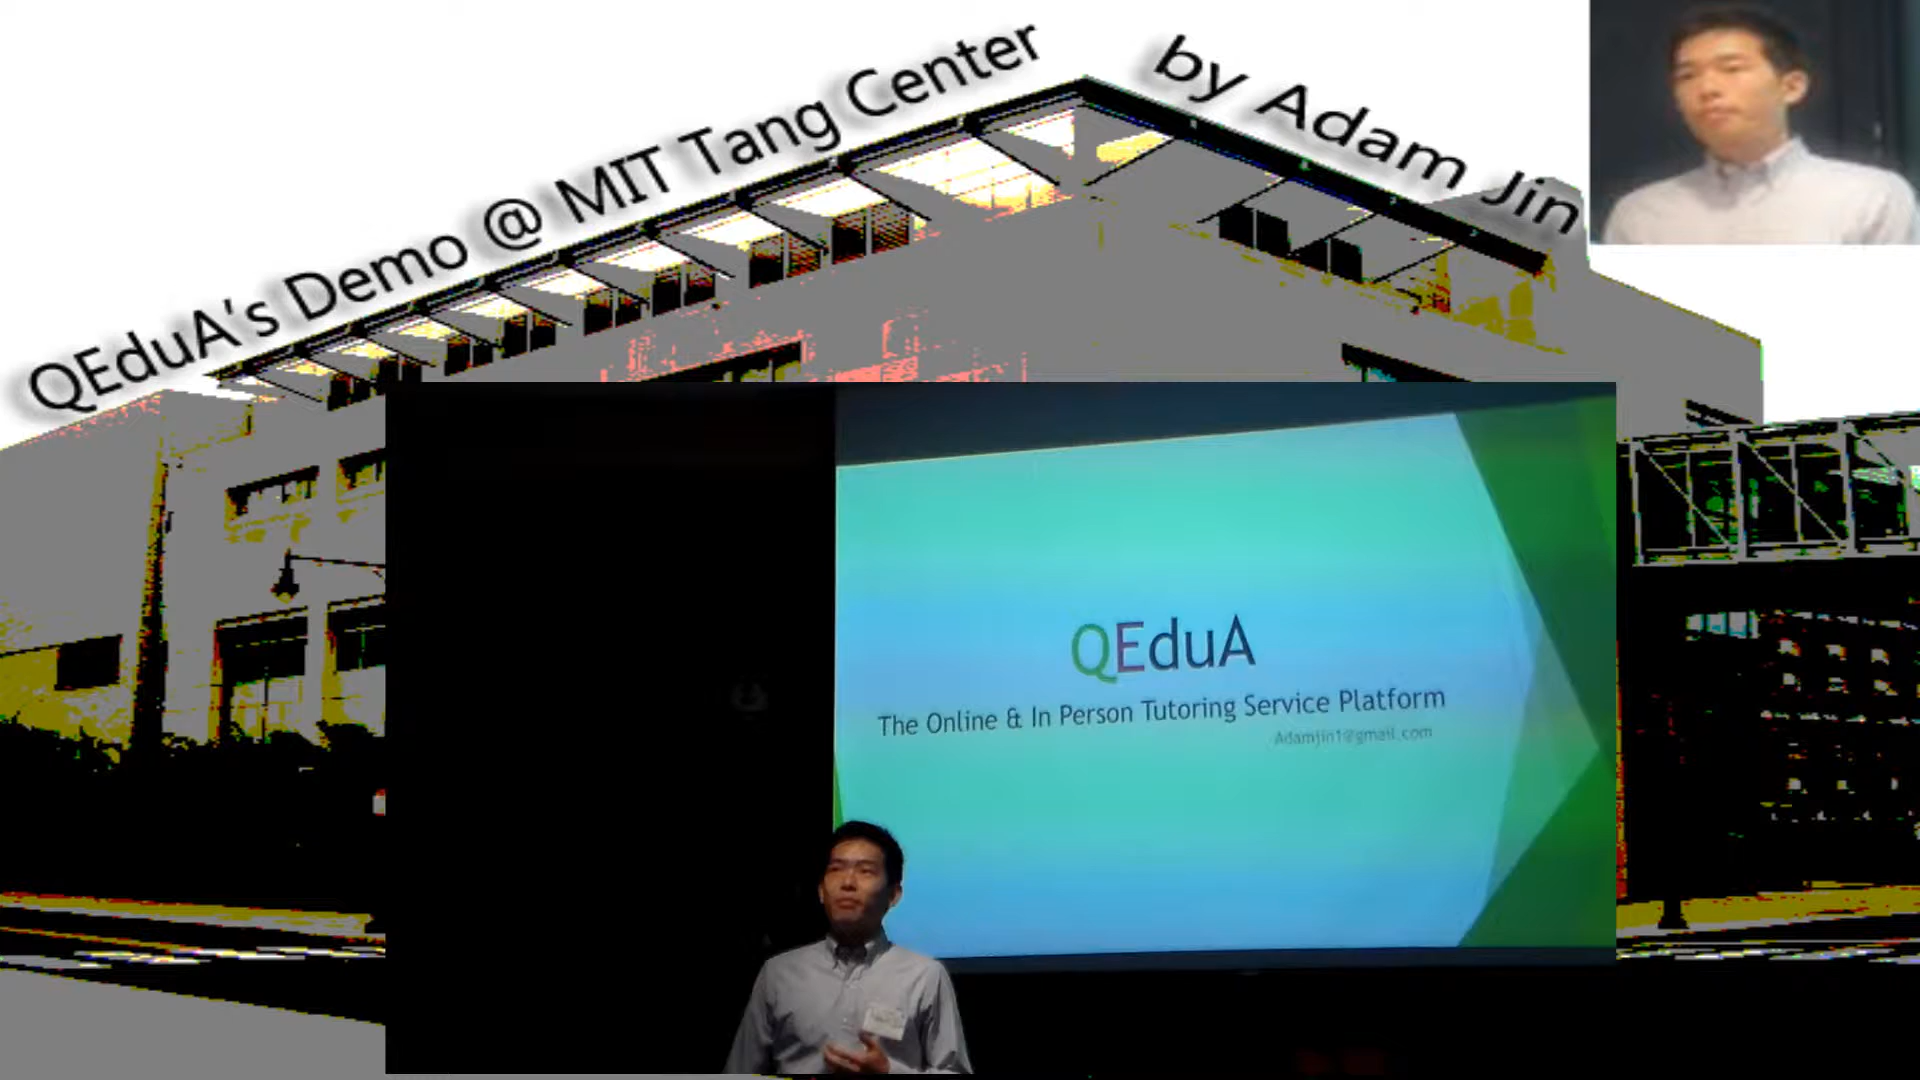 QEduA's Demo @ MIT Tang Center
by Adam Jin
QEduA
The Online & In Person Tutoring Service Platform
Adamjin1@gmail.com